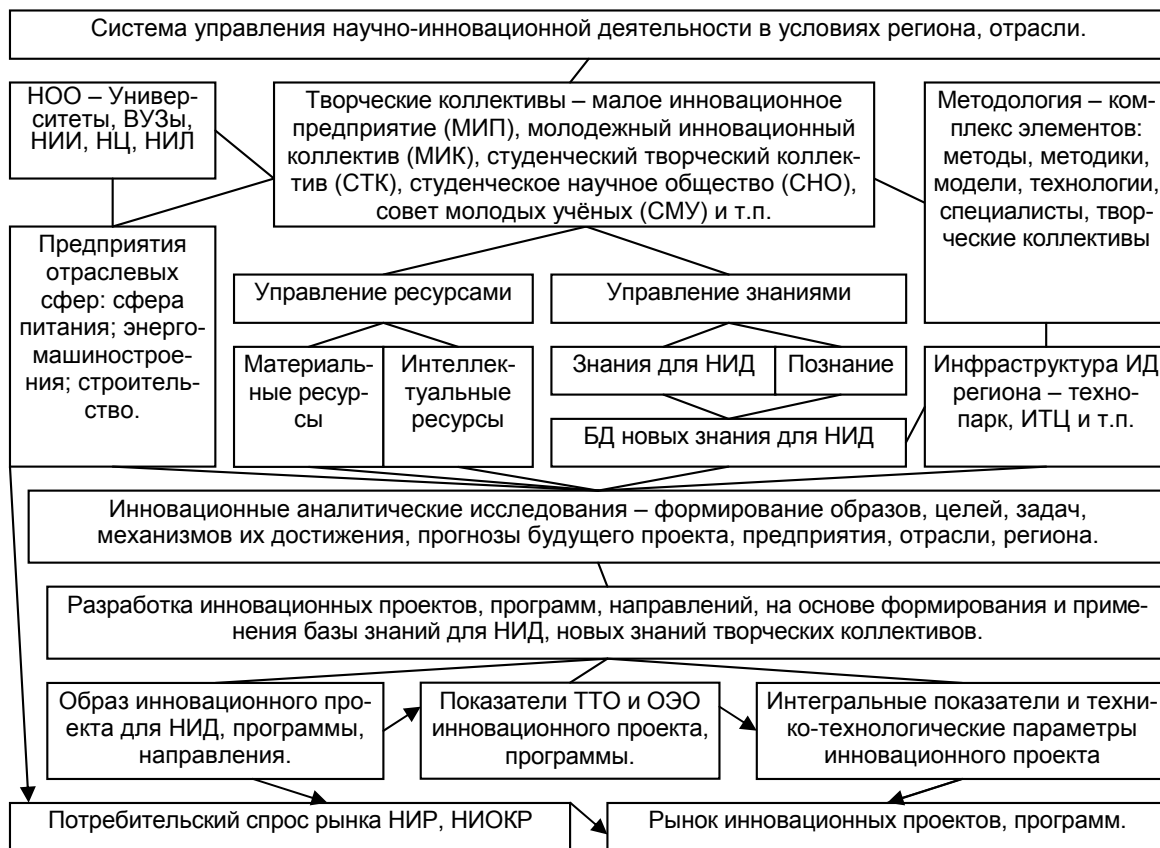 Система управления научно-инновационной деятельности в условиях региона, отрасли.
НОО – Универ-
ситеты, ВУЗы,
НИИ, НЦ, НИЛ
Творческие коллективы – малое инновационное
предприятие (МИП), молодежный инновационный
коллектив (МИК), студенческий творческий коллек-
тив (СТК), студенческое научное общество (СНО),
совет молодых учёных (СМУ) и т.п.
Методология – ком-
плекс элементов:
методы, методики,
модели, технологии,
специалисты, твор-
ческие коллективы
Предприятия
отраслевых
сфер: сфера
питания; энерго-
машинострое-
ния; строитель-
ство.
Управление ресурсами
Управление знаниями
Материаль-
ные ресур-
сы
Интеллек-
туальные
ресурсы
Знания для НИД
Познание
БД новых знания для НИД
Инфраструктура ИД
региона – техно-
парк, ИТЦ и т.п.
Инновационные аналитические исследования – формирование образов, целей, задач,
механизмов их достижения, прогнозы будущего проекта, предприятия, отрасли, региона.
Разработка инновационных проектов, программ, направлений, на основе формирования и приме-
нения базы знаний для НИД, новых знаний творческих коллективов.
Образ инновационного про-
екта для НИД, программы,
направления.
Показатели ТТО и ОЭО
инновационного проекта,
программы.
Интегральные показатели и техни-
ко-технологические параметры
инновационного проекта
Потребительский спрос рынка НИР, НИОКР
Рынок инновационных проектов, программ.